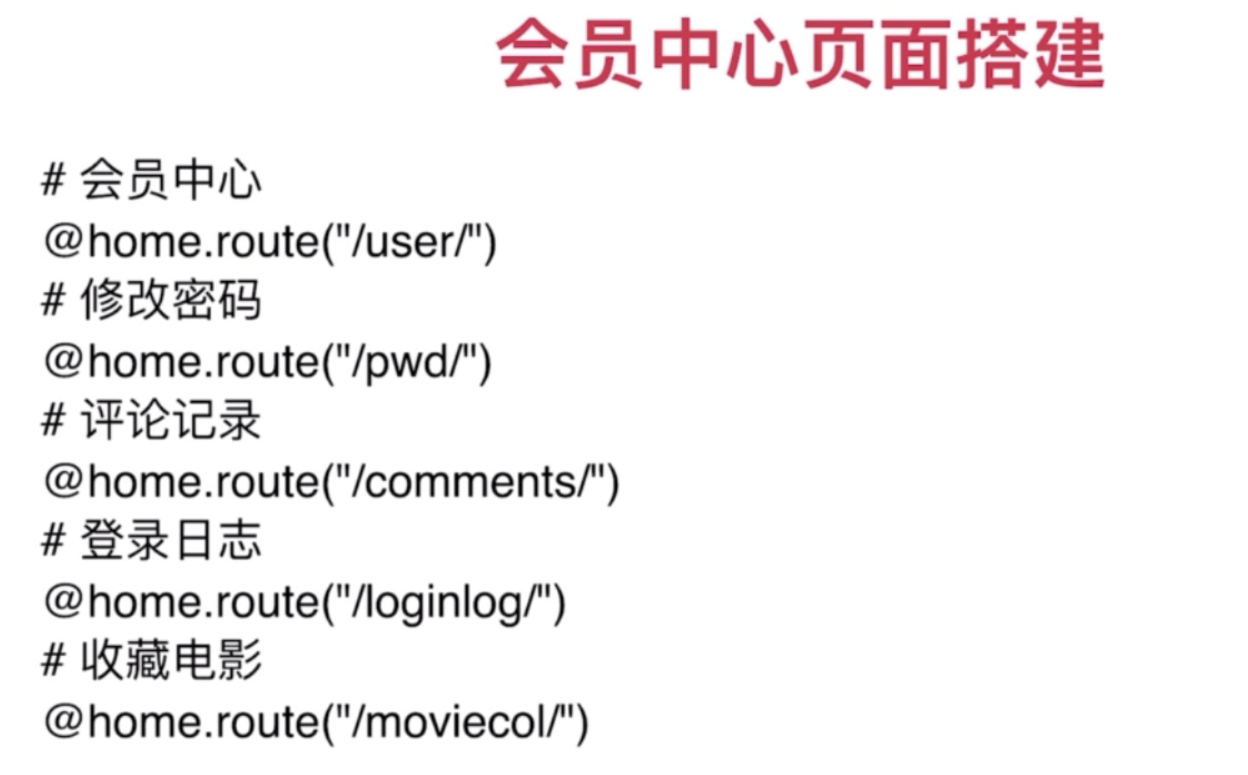 会员中心页面搭建
# 会员中心
@home.route("/user/")
# 修改密码
@home.route("/pwd/")
# 评论记录
@home.route("/comments/")
# 登录日志
@home.route("/loginlog/")
# 收藏电影
@home.route("/moviecol/")